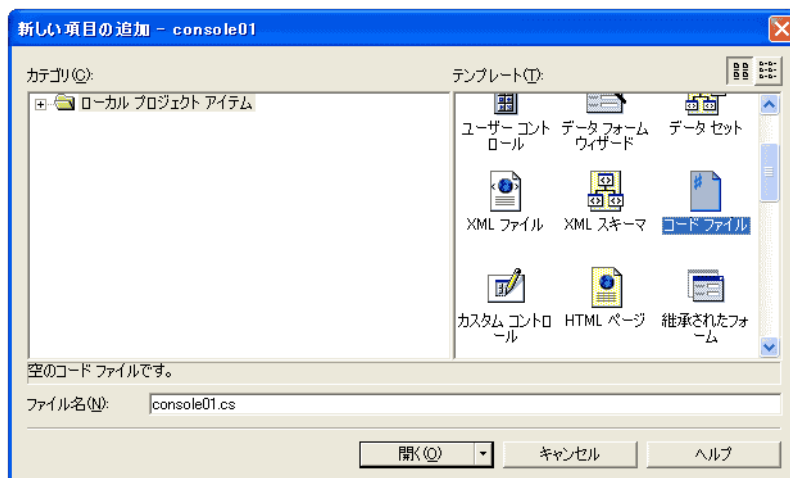 新しい項目の追加 - console01
カテゴリ(C):
テンプレート(T):
ローカル プロジェクト アイテム
ユーザー コント
ロール
データ フォーム
ウィザード
データ セット
XML ファイル
XML スキーマ
コード ファイル
カスタム コントロ
ール
HTML ページ
継承されたフォ
ーム
空のコード ファイルです。
ファイル名(N):
console01.cs
開く(O)
キャンセル
ヘルプ